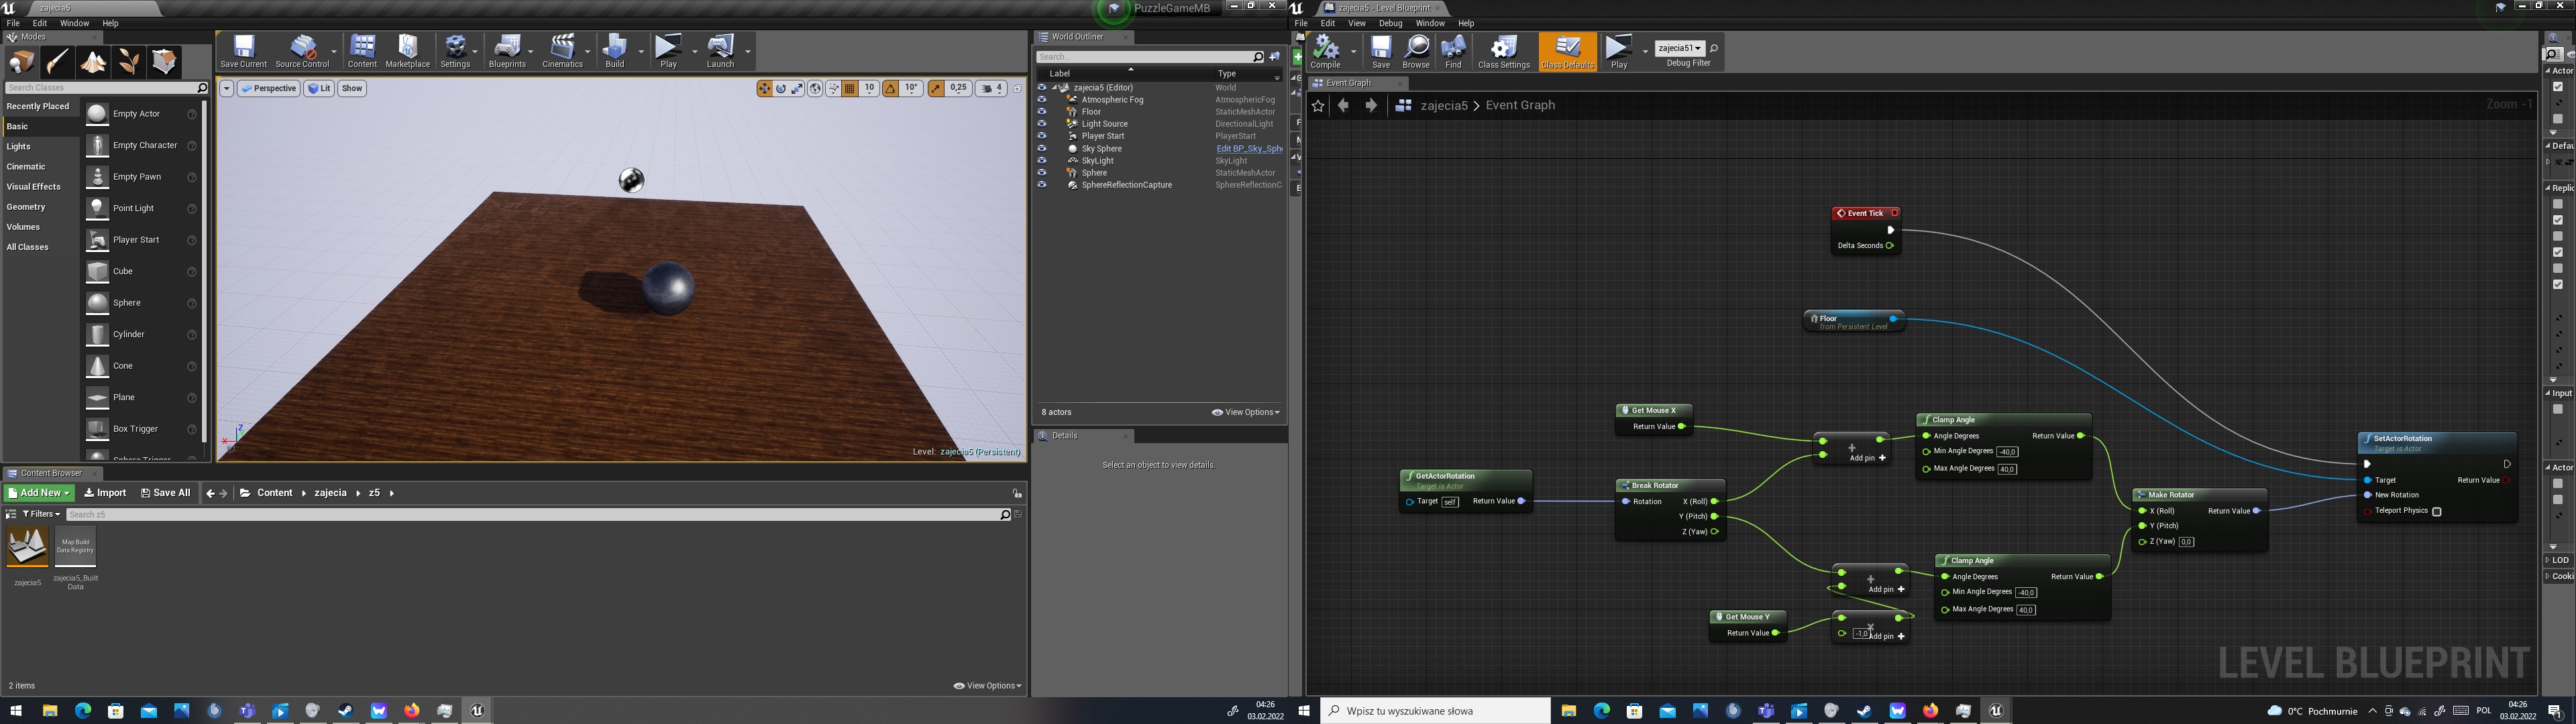 zajecia5
PuzzleGameMB
File Edit Window Help
Modes
Search Classes
Recently Placed
Basic
Lights
Cinematic
Visual Effects
Geometry
Volumes
All Classes
Empty Actor
Empty Character
Empty Pawn
Point Light
Player Start
Cube
Sphere
Cylinder
Cone
Plane
Box Trigger
Sphere Trigger
Save Current
Source Control
Content
Marketplace
Settings
Blueprints
Cinematics
Build
Play
Launch
Perspective
Lit
Show
10
10°
0,25
4
Level: zajecia5 (Persistent)
World Outliner
Search...
Label Type
zajecia5 (Editor) World
Atmospheric Fog AtmosphericFog
Floor StaticMeshActor
Light Source DirectionalLight
Player Start PlayerStart
Sky Sphere Edit BP_Sky_Sph
SkyLight SkyLight
Sphere StaticMeshActor
SphereReflectionCapture SphereReflectionC
8 actors
View Options
Details
Select an object to view details.
Content Browser
Add New
Import
Save All
Content zajecia z5
Filters
Search z5
Map Build
Data Registry
zajecia5
zajecia5_Built
Data
2 items
View Options
04:26
03.02.2022
zajecia5 - Level Blueprint
File Edit View Debug Window Help
Compile
Save
Browse
Find
Class Settings
Class Defaults
Play
zajecia51
Debug Filter
Event Graph
zajecia5 > Event Graph
Zoom -1
Event Tick
Delta Seconds
Floor
from Persistent Level
Get Mouse X
Return Value
GetActorRotation
Target is Actor
Target self Return Value
Break Rotator
Rotation X (Roll)
Y (Pitch)
Z (Yaw)
+
Add pin +
Clamp Angle
Angle Degrees Return Value
Min Angle Degrees -40,0
Max Angle Degrees 40,0
+
Add pin +
Get Mouse Y
Return Value
x
-1,0 Add pin +
Clamp Angle
Angle Degrees Return Value
Min Angle Degrees -40,0
Max Angle Degrees 40,0
Make Rotator
X (Roll) Return Value
Y (Pitch)
Z (Yaw) 0,0
SetActorRotation
Target is Actor
Target Return Value
New Rotation
Teleport Physics
LEVEL BLUEPRINT
Actor
Defau
Replic
Input
Actor
LOD
Cooki
Wpisz tu wyszukiwane słowa
0°C Pochmurnie
POL
04:26
03.02.2022